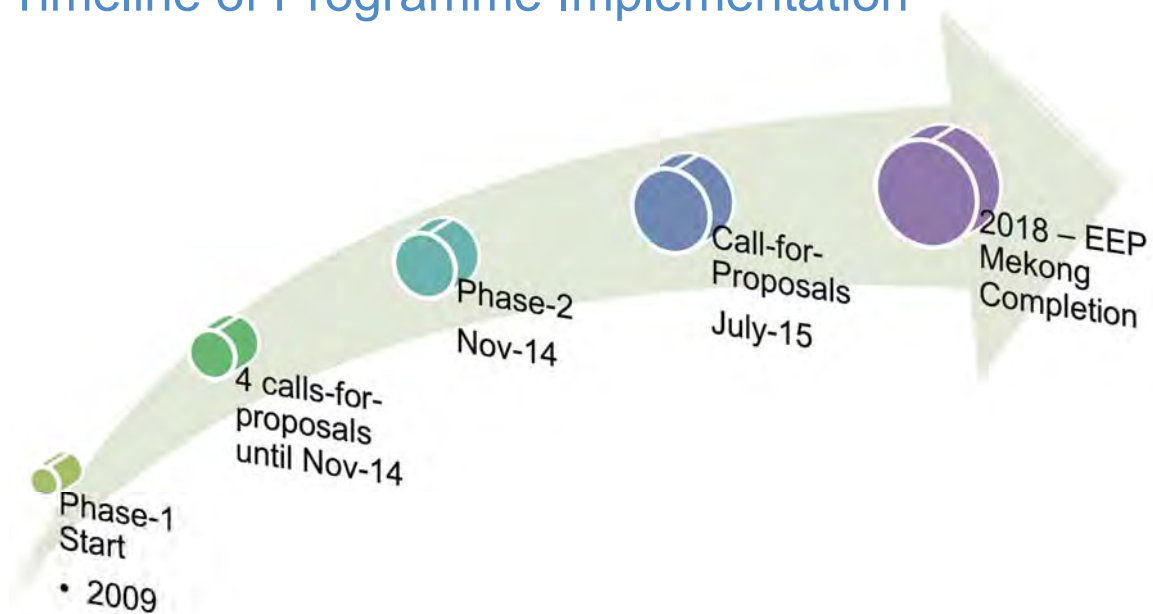 Timeline of Programme Implementation
Phase-1
Start
• 2009
4 calls-for-
proposals
until Nov-14
Phase-2
Nov-14
Call-for-
Proposals
July-15
2018 – EEP
Mekong
Completion